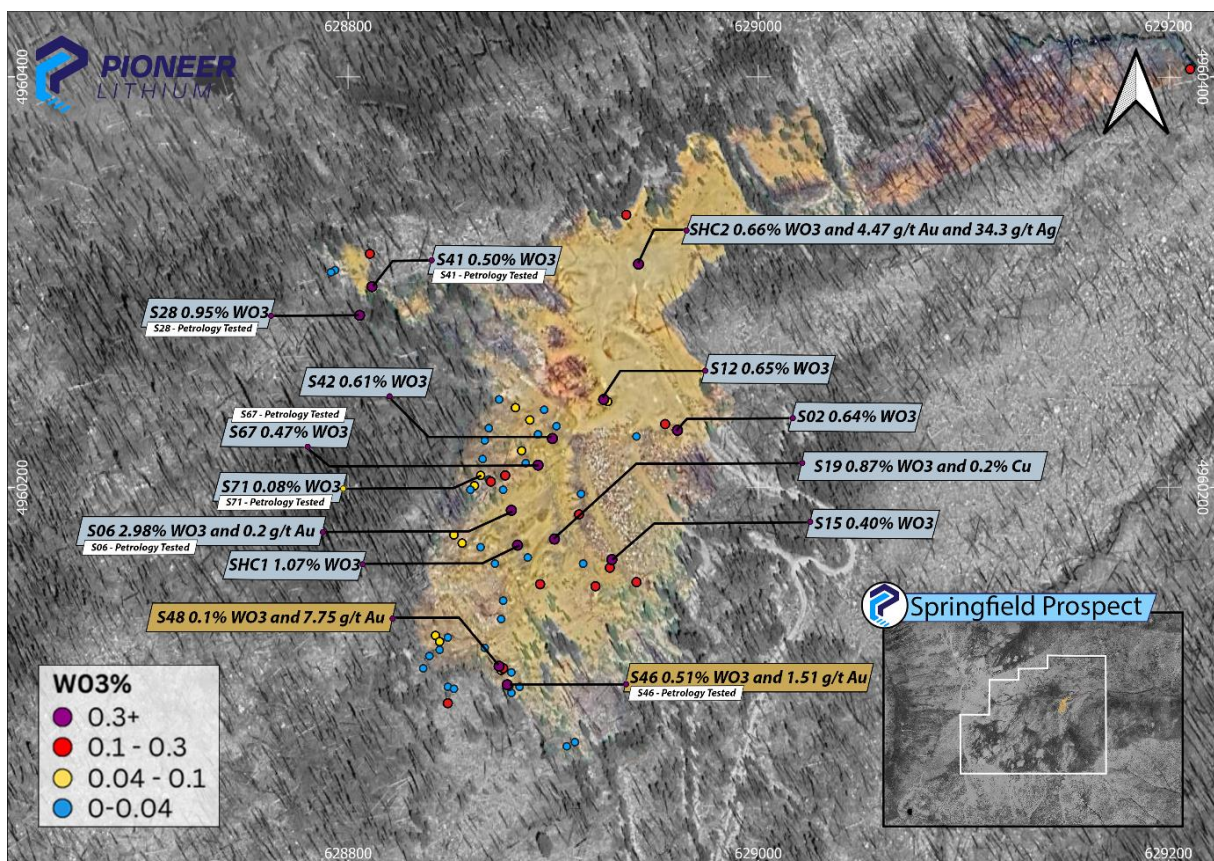 628800
629000
629200
PIONEER
LITHIUM
4960400
4960400
SHC2 0.66% WO3 and 4.47 g/t Au and 34.3 g/t Ag
S41 0.50% WO3
S41 - Petrology Tested
S28 0.95% WO3
S28 - Petrology Tested
S12 0.65% WO3
S42 0.61% WO3
S67 - Petrology Tested
S67 0.47% WO3
S02 0.64% WO3
S19 0.87% WO3 and 0.2% Cu
S71 0.08% WO3
S71 - Petrology Tested
4960200
4960200
S06 2.98% WO3 and 0.2 g/t Au
S06 - Petrology Tested
S15 0.40% WO3
SHC1 1.07% WO3
S48 0.1% WO3 and 7.75 g/t Au
Springfield Prospect
S46 0.51% WO3 and 1.51 g/t Au
S46 - Petrology Tested
W03%
0.3+
0.1 - 0.3
0.04 - 0.1
0-0.04
628800
629000
629200